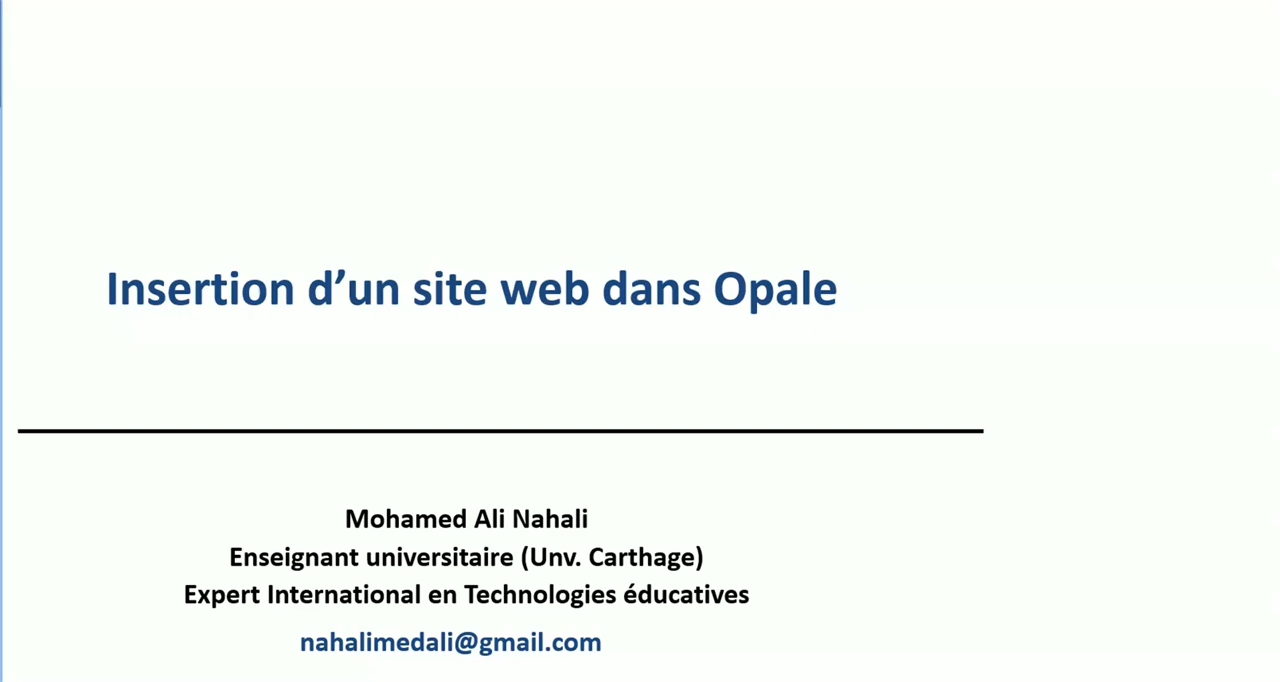 Insertion d’un site web dans Opale
Mohamed Ali Nahali
Enseignant universitaire (Unv. Carthage)
Expert International en Technologies éducatives
nahalimedali@gmail.com